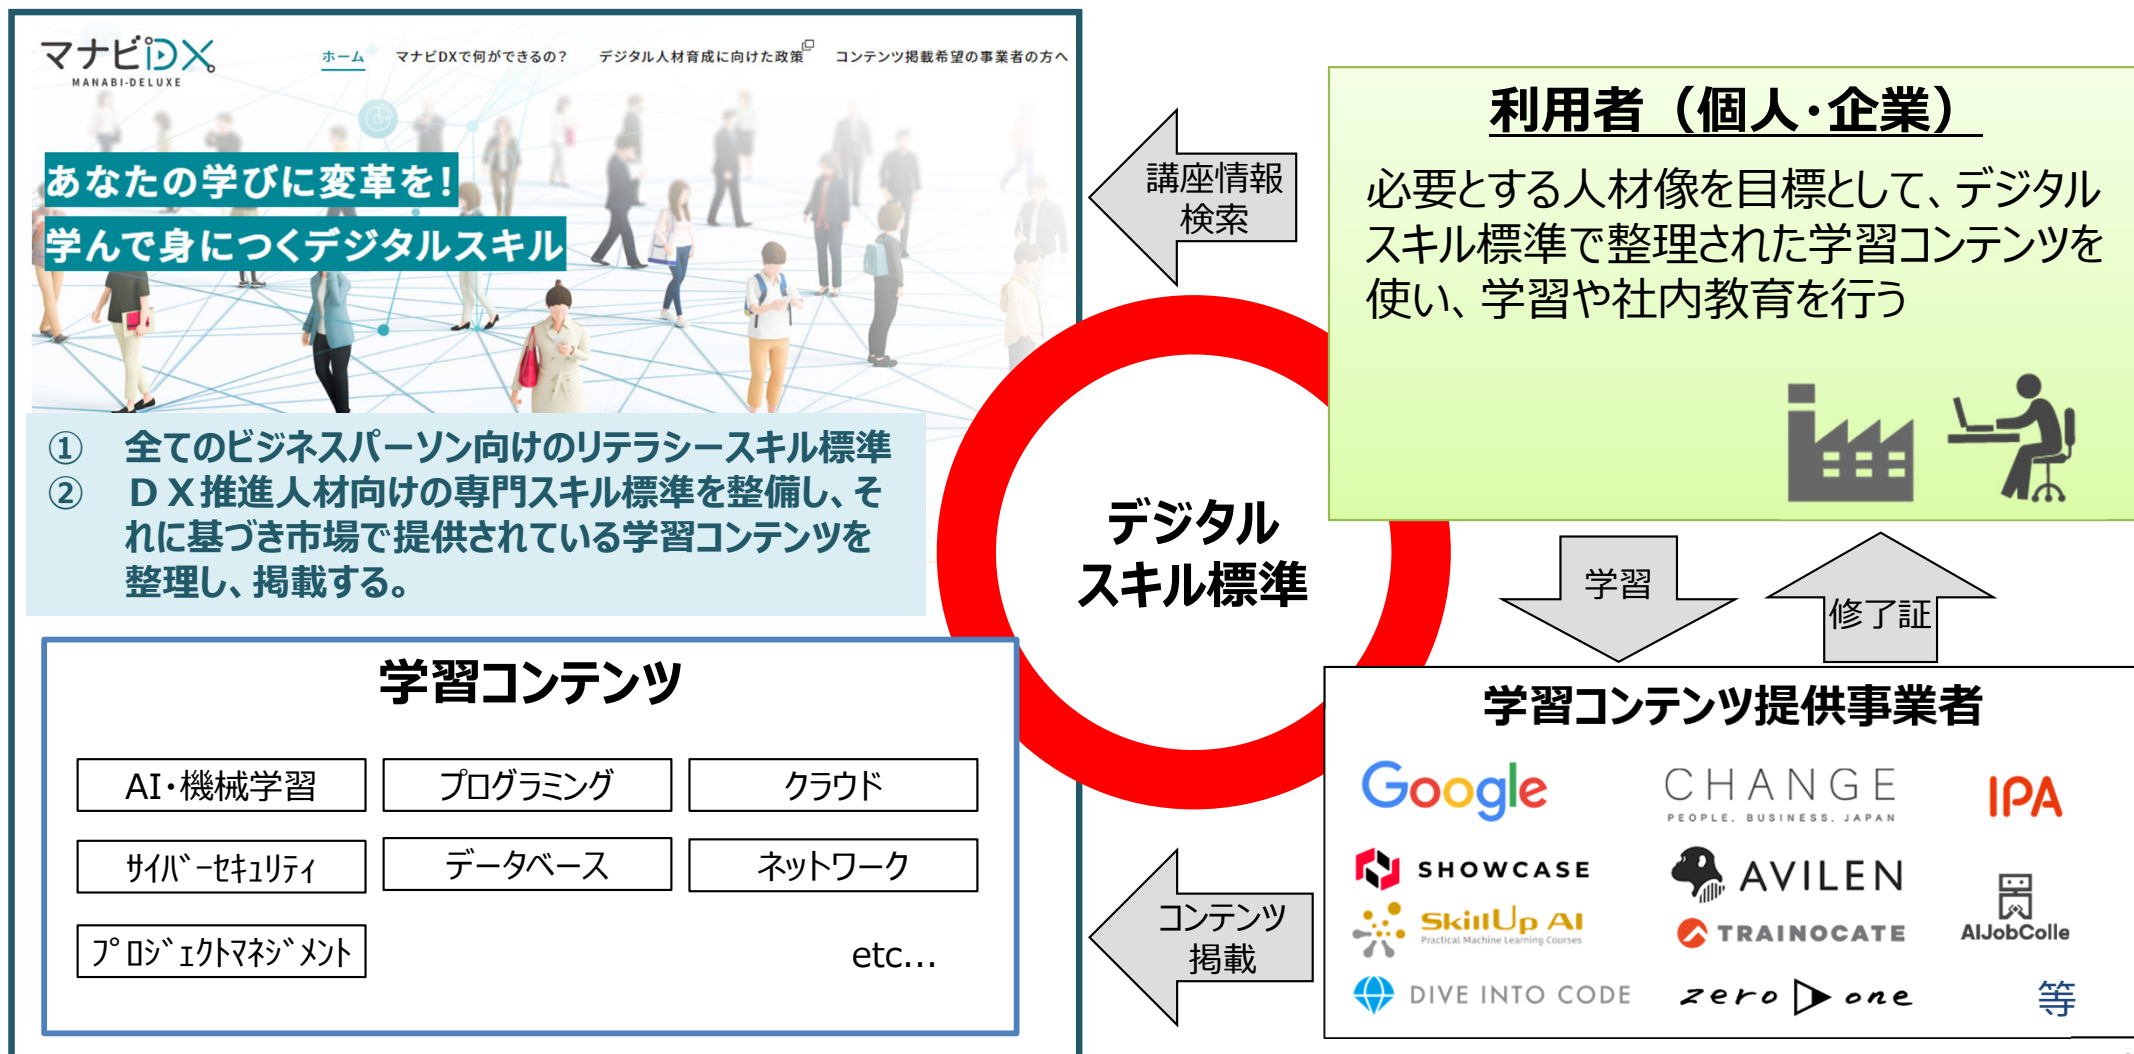 マナビDX
MANABI-DELUXE
ホーム
マナビDXで何ができるの?
デジタル人材育成に向けた政策
コンテンツ掲載希望の事業者の方へ
あなたの学びに変革を!
学んで身につくデジタルスキル
① 全てのビジネスパーソン向けのリテラシースキル標準
② DX推進人材向けの専門スキル標準を整備し、そ
れに基づき市場で提供されている学習コンテンツを
整理し、掲載する。
学習コンテンツ
AI・機械学習
プログラミング
クラウド
ｻｲﾊﾞｰｾｷｭﾘﾃｨ
データベース
ネットワーク
ﾌﾟﾛｼﾞｪｸﾄﾏﾈｼﾞﾒﾝﾄ
etc...
講座情報
検索
デジタル
スキル標準
コンテンツ
掲載
利用者（個人・企業）
必要とする人材像を目標として、デジタル
スキル標準で整理された学習コンテンツを
使い、学習や社内教育を行う
学習
修了証
学習コンテンツ提供事業者
Google
CHANGE
PEOPLE. BUSINESS. JAPAN
IPA
SHOWCASE
AVILEN
SkillUp AI
Practical Machine Learning Courses
TRAINOCATE
AIJobColle
DIVE INTO CODE
zero one
等